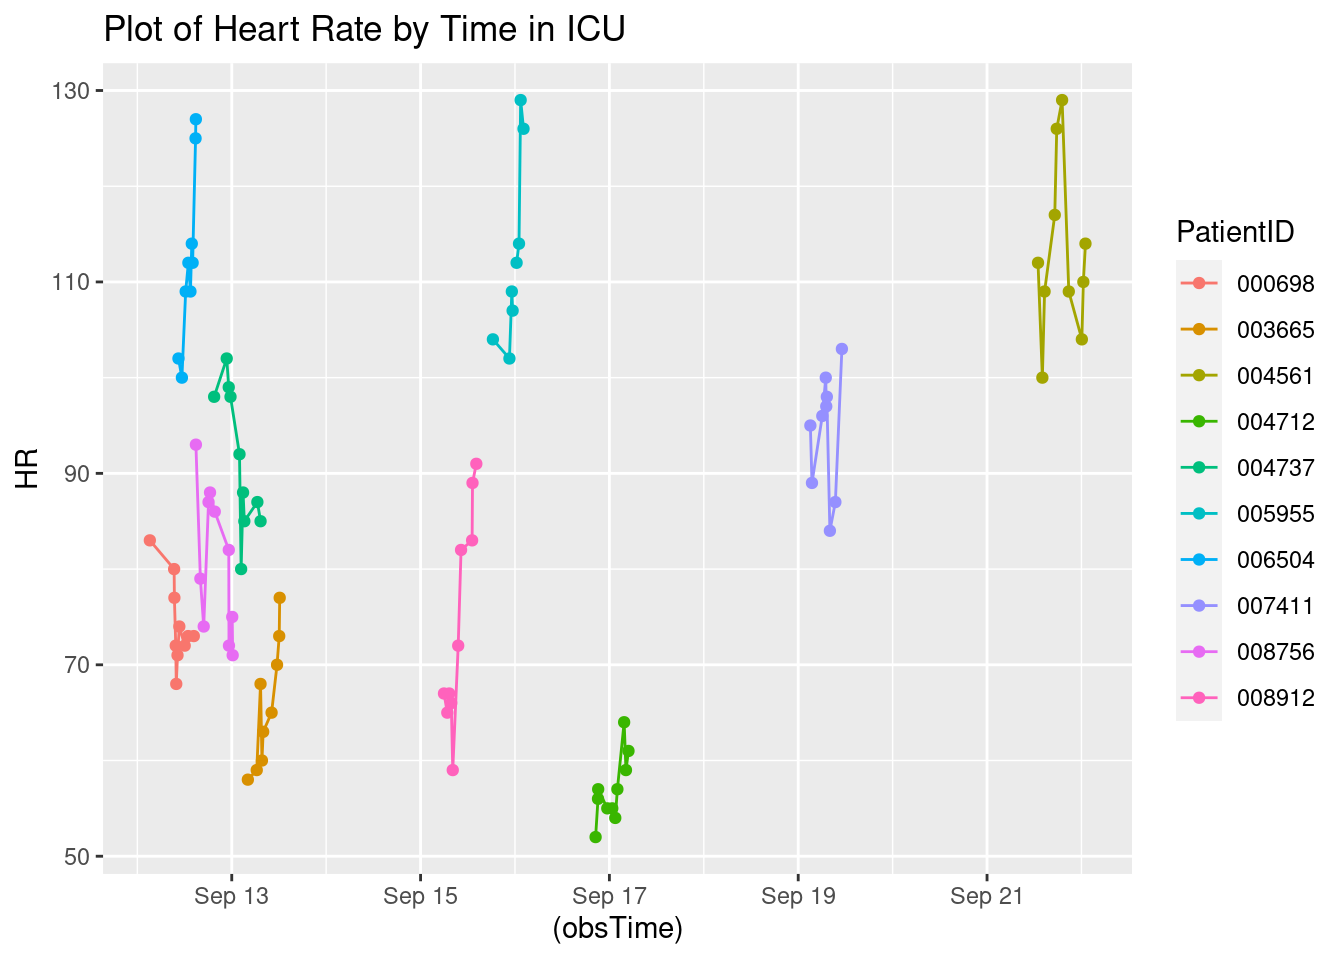 Plot of Heart Rate by Time in ICU
130
110
90
70
50
HR
Sep 13
Sep 15
Sep 17
Sep 19
Sep 21
(obsTime)
PatientID
000698
003665
004561
004712
004737
005955
006504
007411
008756
008912